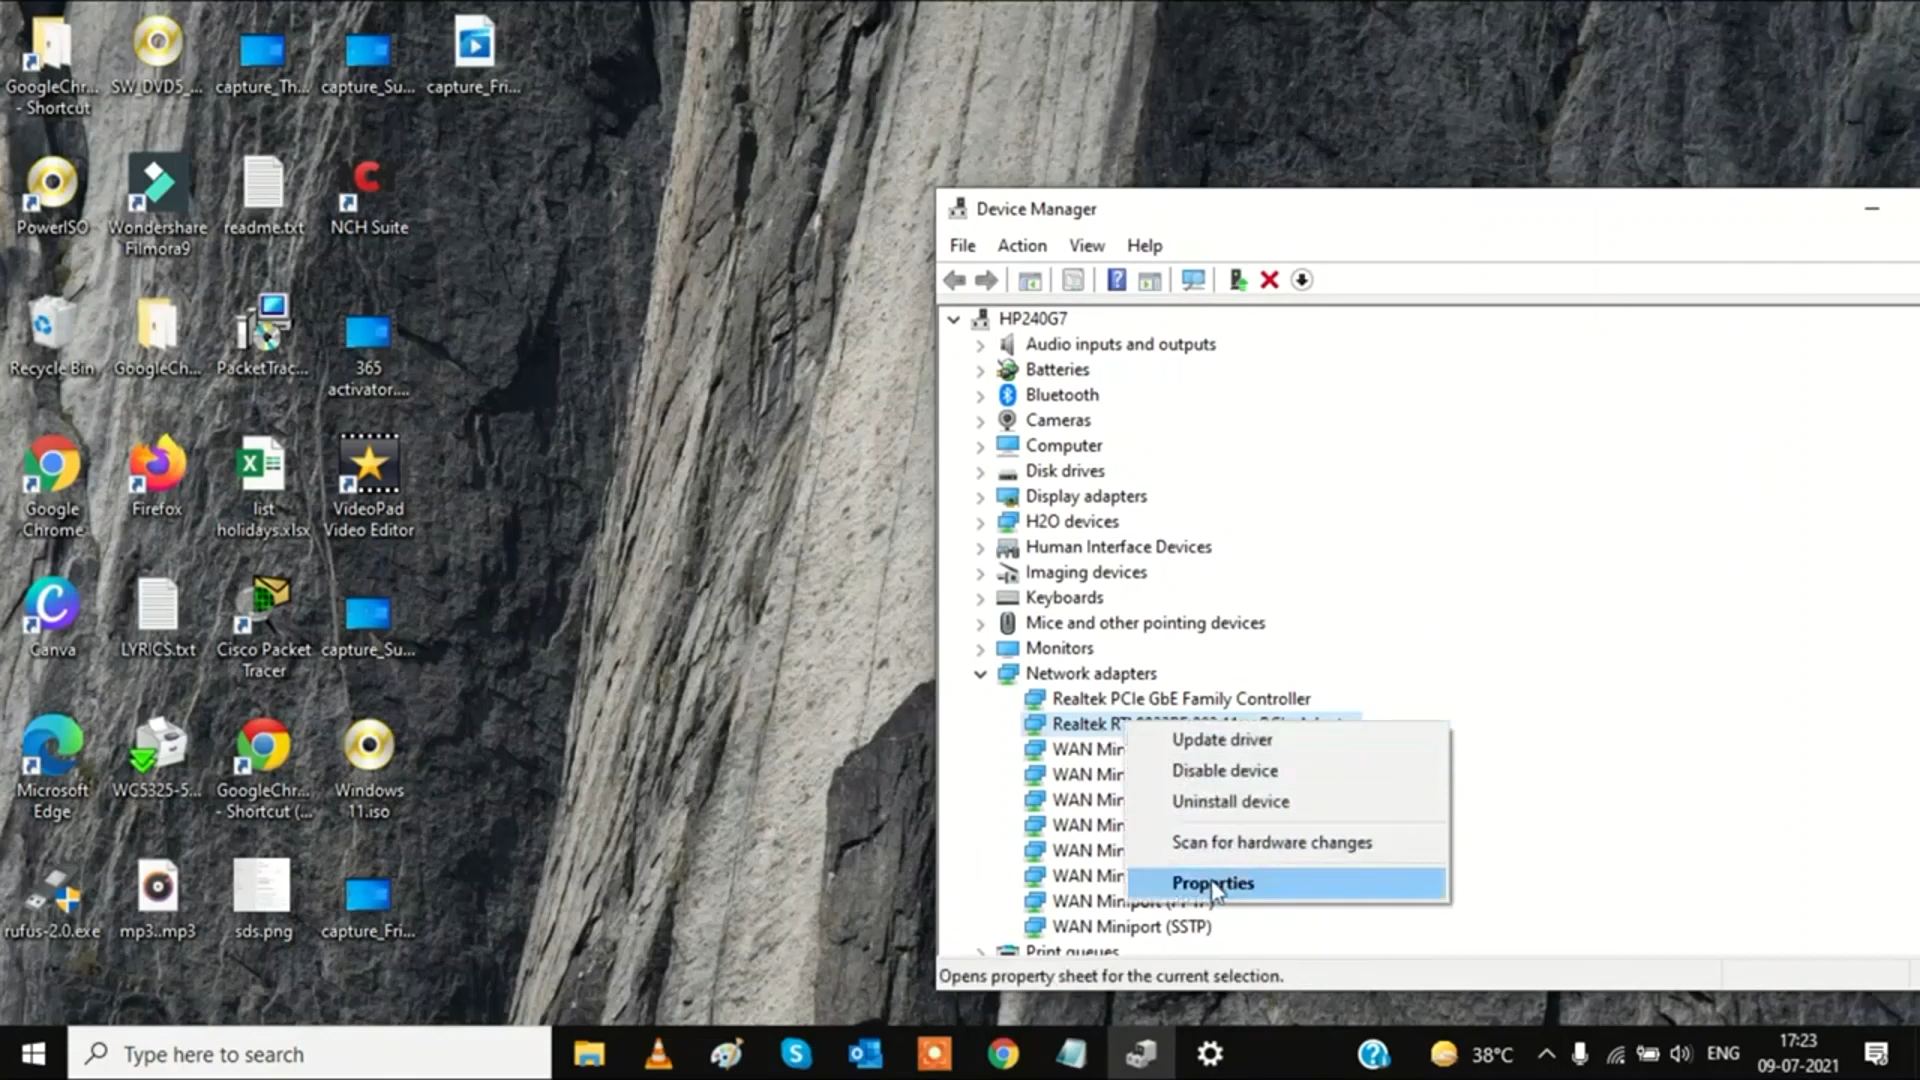 GoogleChr...
- Shortcut
SW_DVD5_...
capture_Th...
capture_Su...
capture_Fri...
PowerISO
Wondershare
Filmora9
readme.txt
NCH Suite
Recycle Bin
GoogleCh...
PacketTrac...
365
activator....
Google
Chrome
Firefox
list
holidays.xlsx
VideoPad
Video Editor
Canva
LYRICS.txt
Cisco Packet
Tracer
capture_Su...
Microsoft
Edge
WC5325-5...
GoogleChr...
- Shortcut (...
Windows
11.iso
rufus-2.0.exe
mp3..mp3
sds.png
capture_Fri...
Device Manager
File Action View Help
HP240G7
Audio inputs and outputs
Batteries
Bluetooth
Cameras
Computer
Disk drives
Display adapters
H2O devices
Human Interface Devices
Imaging devices
Keyboards
Mice and other pointing devices
Monitors
Network adapters
Realtek PCIe GbE Family Controller
Realtek
WAN
WAN
WAN
WAN
WAN
WAN
WAN Miniport
WAN Miniport (SSTP)
Print queues
Update driver
Disable device
Uninstall device
Scan for hardware changes
Properties
Opens property sheet for the current selection.
Type here to search
38°C
ENG
17:23
09-07-2021